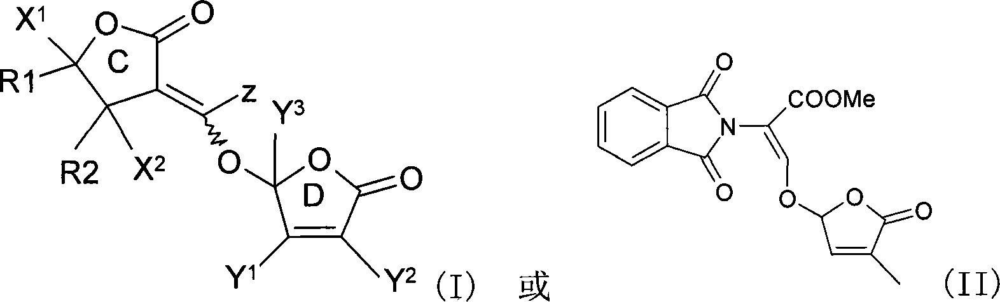 X¹
O
O
C
R1
z
Y³
R2
X²
O
O
O
D
Y¹
Y²
(I)
或
O
N
COOMe
O
O
O
O
(II)